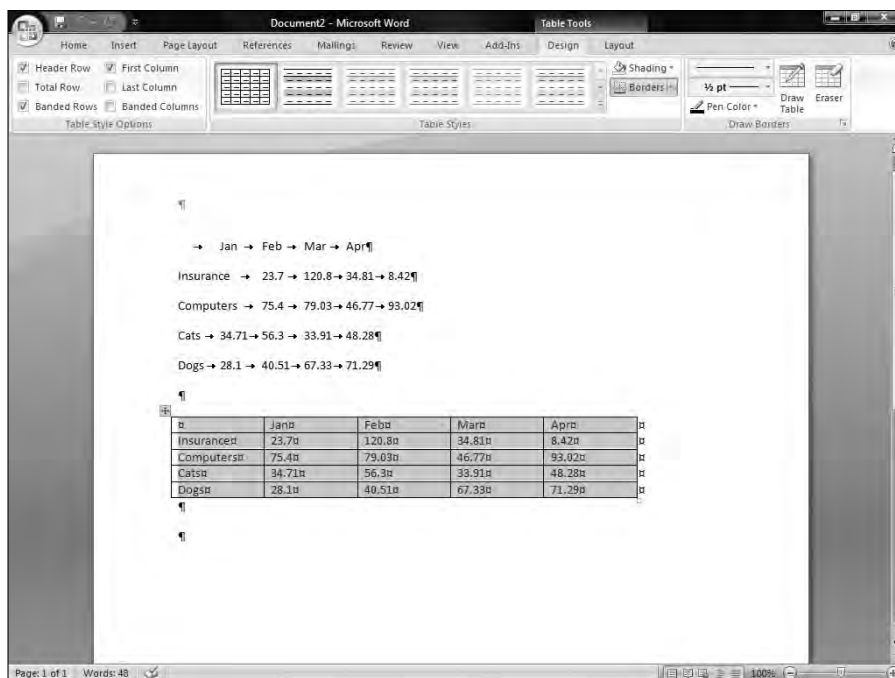 Document2 - Microsoft Word Table Tools
Home Insert Page Layout References Mailings Review View Add-Ins Design Layout
Header Row First Column Shading
Total Row Last Column Borders ½ pt
Banded Rows Banded Columns Pen Color Draw Table Eraser
Table Style Options Table Styles Draw Borders
¶
→ Jan → Feb → Mar → Apr¶
Insurance → 23.7 → 120.8→ 34.81→ 8.42¶
Computers → 75.4 → 79.03→ 46.77→ 93.02¶
Cats → 34.71→ 56.3 → 33.91→ 48.28¶
Dogs → 28.1 → 40.51→ 67.33→ 71.29¶
¶
¤ Jan¤ Feb¤ Mar¤ Apr¤ ¤
Insurance¤ 23.7¤ 120.8¤ 34.81¤ 8.42¤ ¤
Computers¤ 75.4¤ 79.03¤ 46.77¤ 93.02¤ ¤
Cats¤ 34.71¤ 56.3¤ 33.91¤ 48.28¤ ¤
Dogs¤ 28.1¤ 40.51¤ 67.33¤ 71.29¤ ¤
¶
¶
Page: 1 of 1 Words: 48 100%